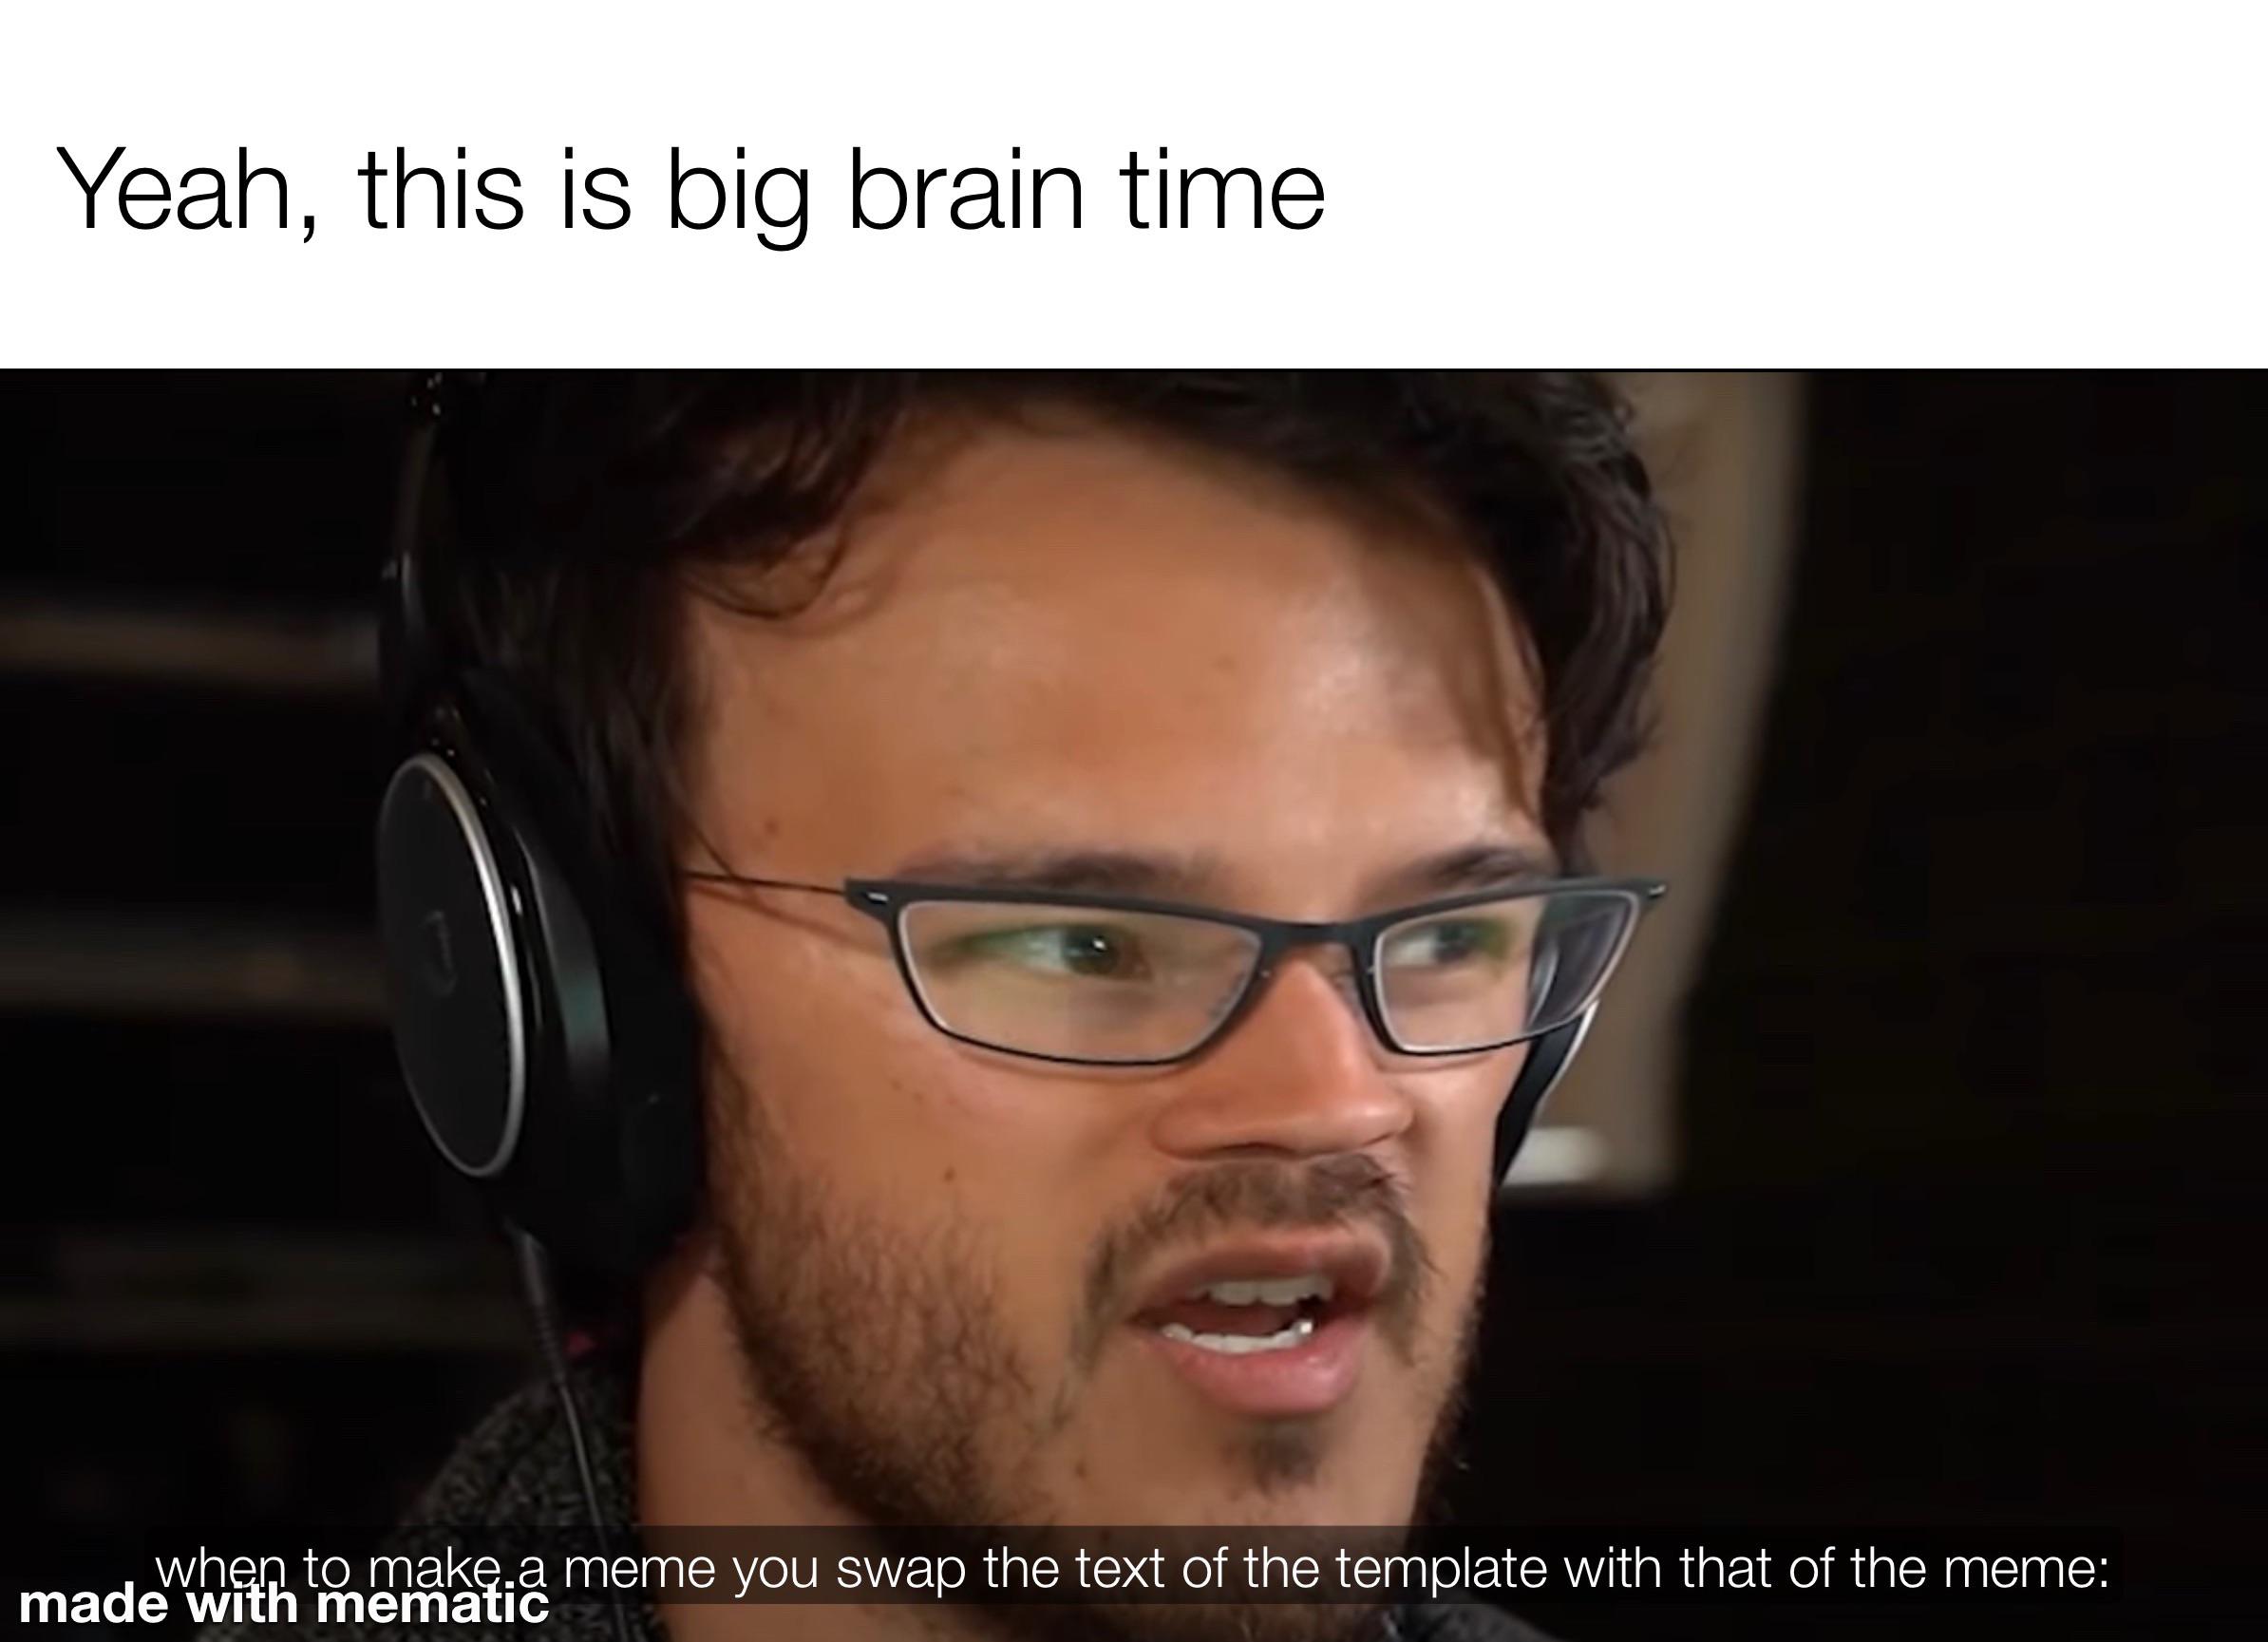 Yeah, this is big brain time
when to make a meme you swap the text of the template with that of the meme:
made with mematic